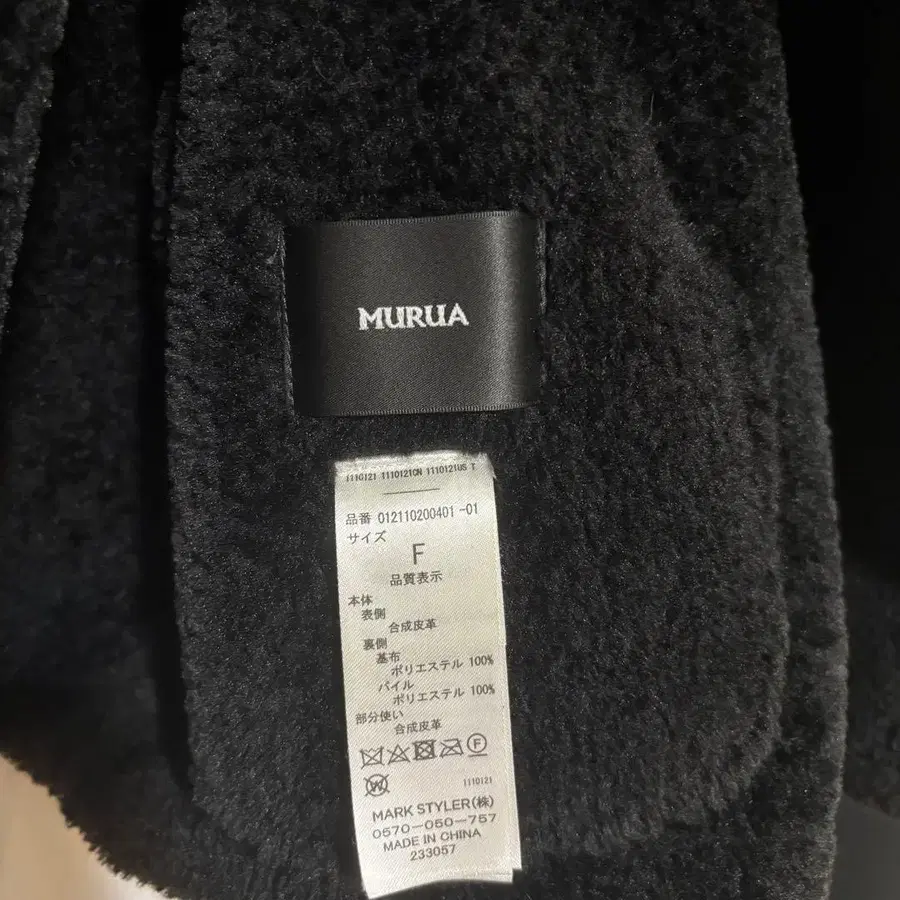 MURUA
1110121 1110121CN 1110121US T
品番 012110200401 -01
サイズ
F
品質表示
本体
表側
合成皮革
裏側
基布
ポリエステル 100%
パイル
ポリエステル 100%
部分使い
合成皮革
F
W
1110121
MARK STYLER(株)
0570-050-757
MADE IN CHINA
233057